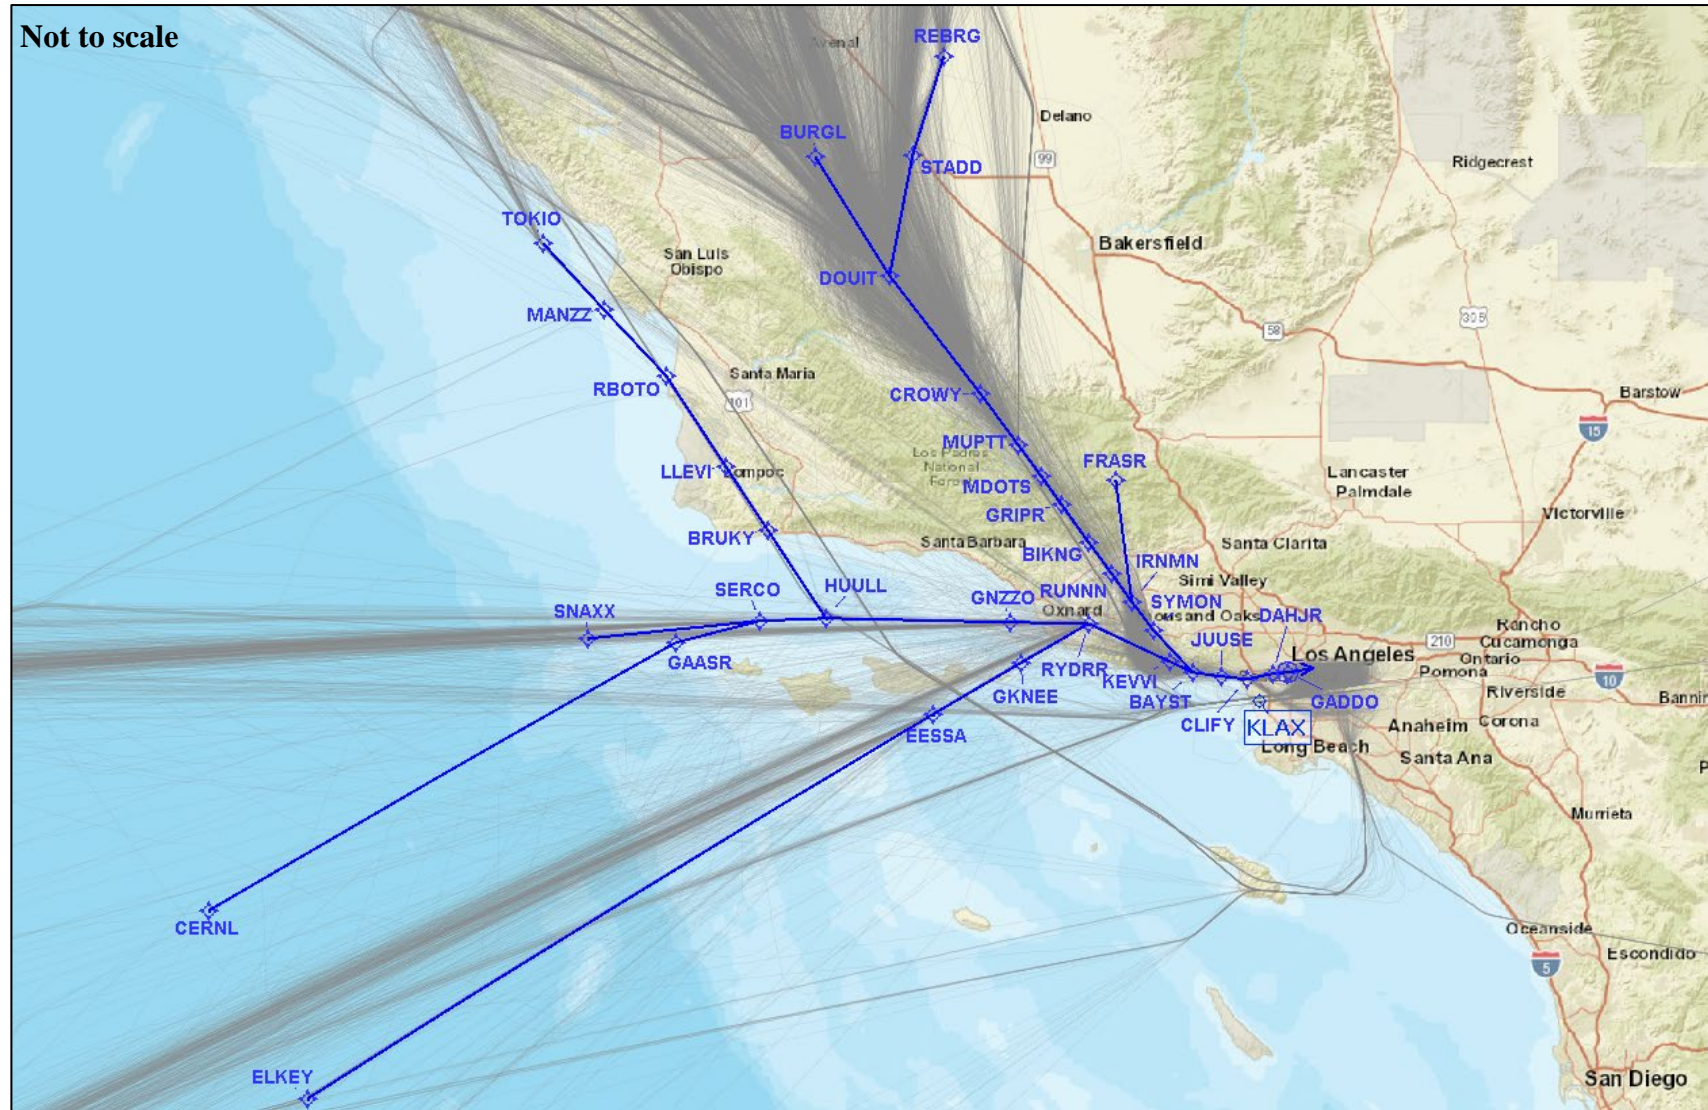 Not to scale
Avenal
REBRG
Delano
BURGL
99
STADD
Ridgecrest
TOKIO
San Luis
Obispo
Bakersfield
DOUIT
MANZZ
58
395
Santa Maria
RBOTO
101
CROWY
Barstow
15
MUPTT
Los Padres
National
Forest
FRASR
LLEVI
Lompoc
MDOTS
Lancaster
Palmdale
GRIPR
Victorville
BRUKY
Santa Barbara
BIKNG
Santa Clarita
IRNMN
SERCO
HUULL
RUNNN
Simi Valley
SNAXX
GNZZO
Oxnard
SYMON
ousand Oaks
DAHJR
Rancho
Cucamonga
210
JUUSE
Los Angeles
Ontario
Pomona
GAASR
RYDRR
KEVVI
GKNEE
BAYST
GADDO
Riverside
10
Bannin
CLIFY
EESSA
KLAX
Anaheim
Corona
Long Beach
Santa Ana
P
Murrieta
CERNL
Oceanside
Escondido
5
ELKEY
San Diego